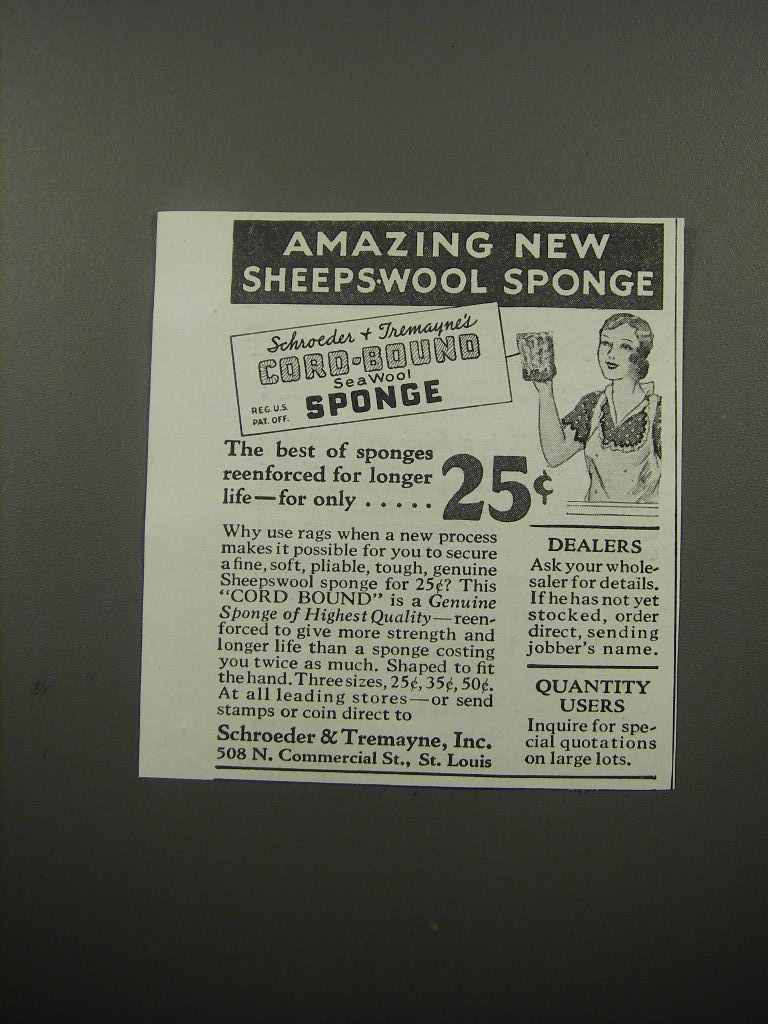 AMAZING NEW
SHEEPS-WOOL SPONGE
Schroeder + Tremayne's
CORD-BOUND
Sea Wool
REG. U.S.
PAT. OFF.
SPONGE
The best of sponges
reenforced for longer
life—for only .....
25¢
Why use rags when a new process
makes it possible for you to secure
a fine, soft, pliable, tough, genuine
Sheepswool sponge for 25¢? This
"CORD BOUND" is a Genuine
Sponge of Highest Quality—reen-
forced to give more strength and
longer life than a sponge costing
you twice as much. Shaped to fit
the hand. Three sizes, 25¢, 35¢, 50¢.
At all leading stores—or send
stamps or coin direct to
Schroeder & Tremayne, Inc.
508 N. Commercial St., St. Louis
DEALERS
Ask your whole-
saler for details.
If he has not yet
stocked, order
direct, sending
jobber's name.
QUANTITY
USERS
Inquire for spe-
cial quotations
on large lots.